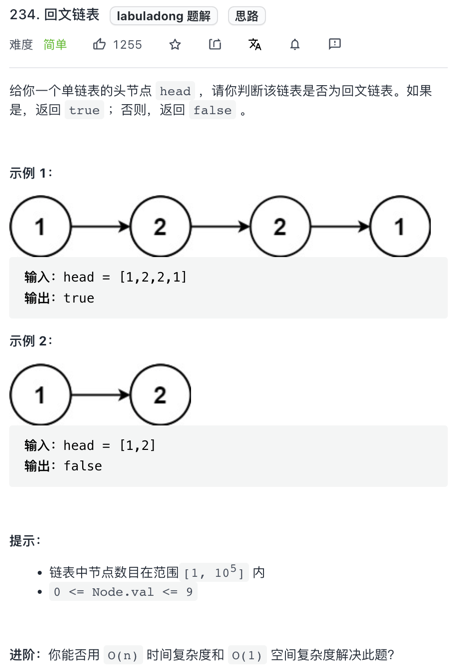 234. 回文链表 labuladong 题解 思路
难度 简单 1255
给你一个单链表的头节点 head ，请你判断该链表是否为回文链表。如果
是，返回 true ；否则，返回 false 。
示例 1：
1 2 2 1
输入：head = [1,2,2,1]
输出：true
示例 2：
1 2
输入：head = [1,2]
输出：false
提示：
• 链表中节点数目在范围 [1, 10⁵] 内
• 0 <= Node.val <= 9
进阶：你能否用 O(n) 时间复杂度和 O(1) 空间复杂度解决此题？